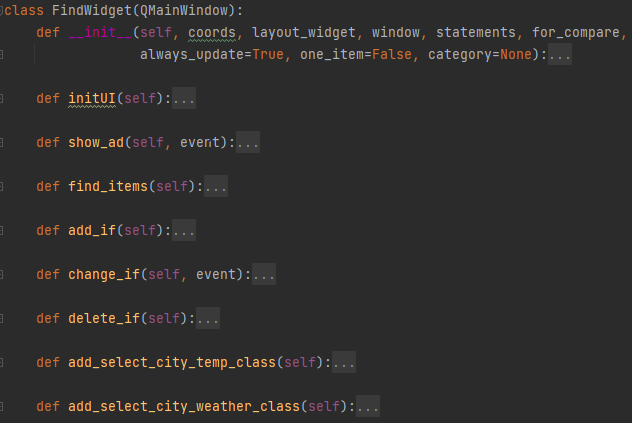 class FindWidget(QMainWindow):
def __init__(self, coords, layout_widget, window, statements, for_compare,
always_update=True, one_item=False, category=None):...
def initUI(self):...
def show_ad(self, event):...
def find_items(self):...
def add_if(self):...
def change_if(self, event):...
def delete_if(self):...
def add_select_city_temp_class(self):...
def add_select_city_weather_class(self):...